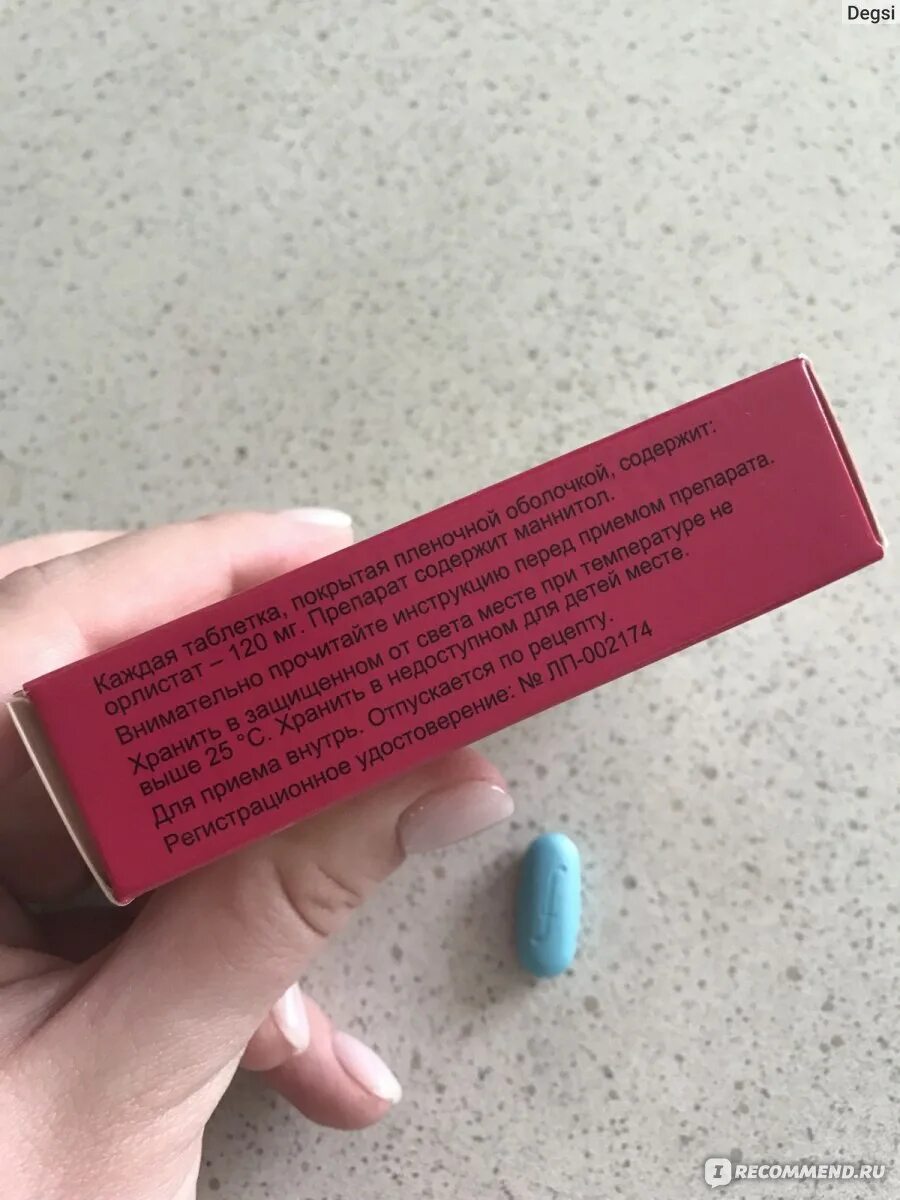 Degsi
Каждая таблетка, покрытая пленочной оболочкой, содержит:
орлистат – 120 мг. Препарат содержит маннитол.
Внимательно прочитайте инструкцию перед приемом препарата.
Хранить в защищенном от света месте при температуре не
выше 25 °С. Хранить в недоступном для детей месте.
Для приема внутрь. Отпускается по рецепту.
Регистрационное удостоверение: № ЛП-002174
IRECOMMEND.RU